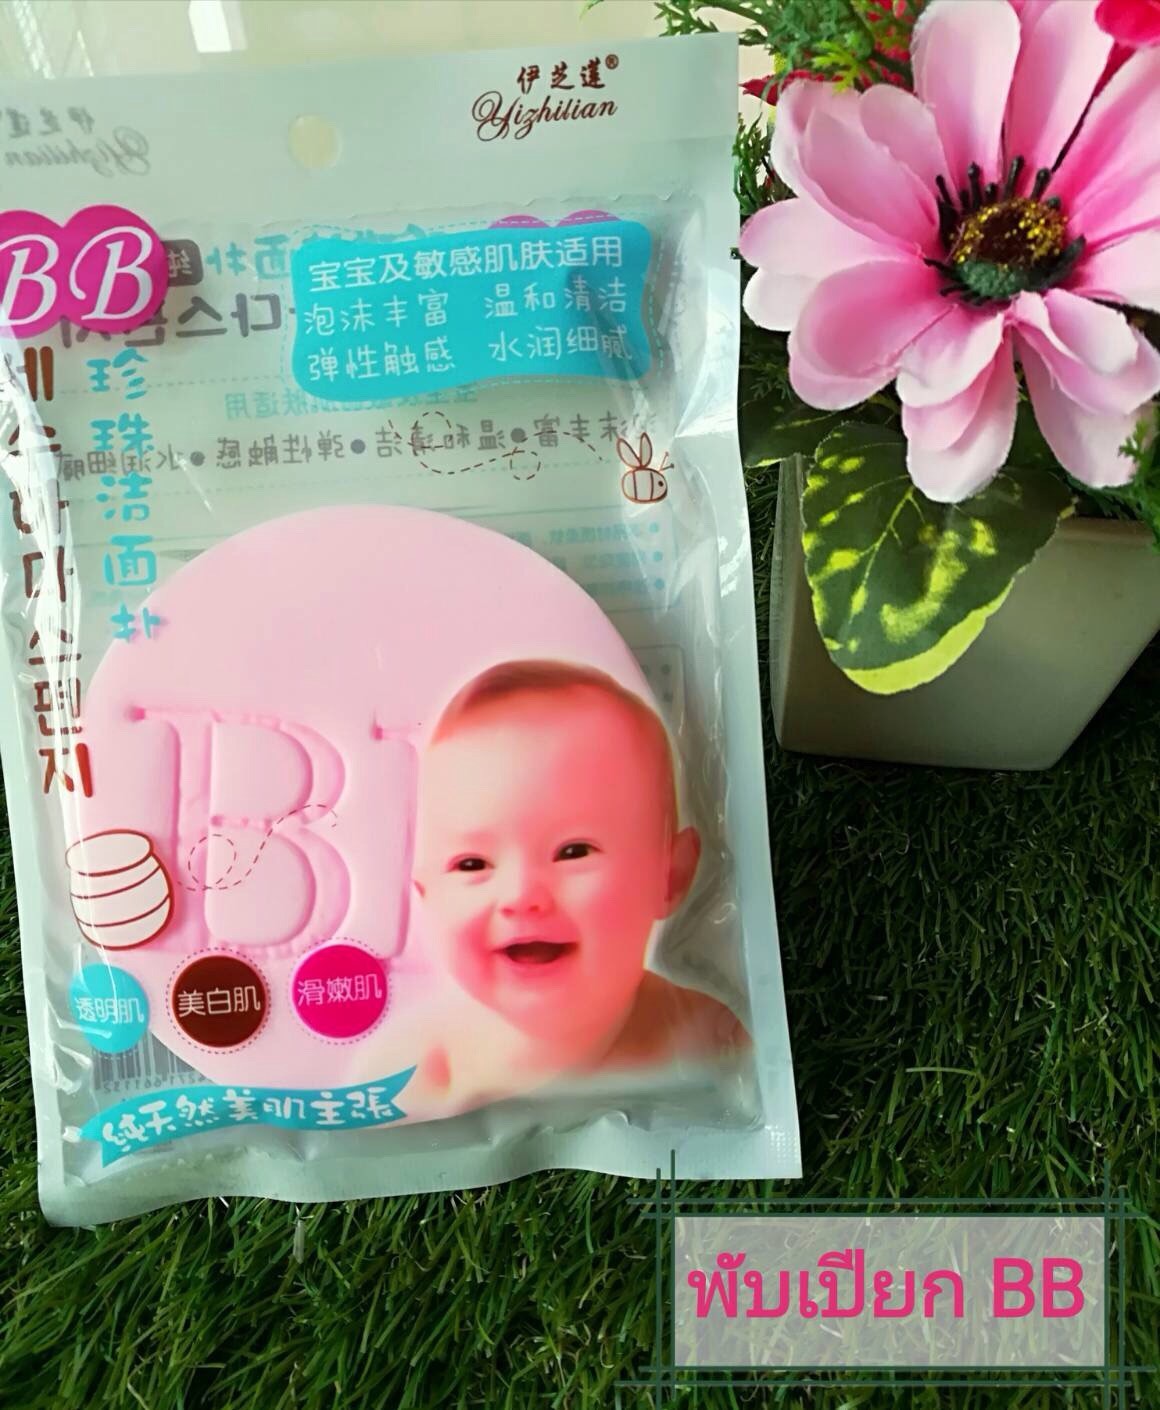 伊芝莲®
Yizhilian
BB
宝宝及敏感肌肤适用
泡沫丰富 温和清洁
弹性触感 水润细腻
珍珠洁面扑
B
透明肌
美白肌
滑嫩肌
纯天然美肌主張
พับเปียก BB